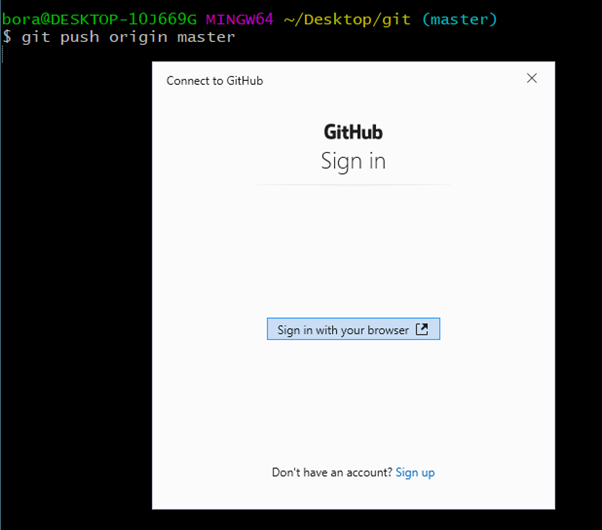 bora@DESKTOP-1OJ669G MINGW64 ~/Desktop/git (master)
$ git push origin master
Connect to GitHub
GitHub
Sign in
Sign in with your browser
Don't have an account? Sign up